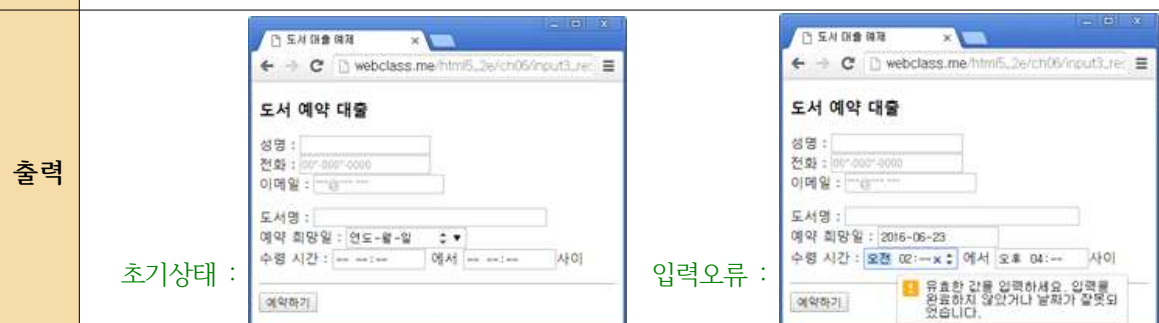 출력
초기상태 :
도서 대출 예제
webclass.me/html5_2e/ch06/input3_re
도서 예약 대출
성명 :
전화 : 00*-000*-0000
이메일 : ***@***.***
도서명 :
예약 희망일 : 연도-월-일
수령 시간 : -- --:-- 에서 -- --:-- 사이
예약하기
입력오류 :
도서 대출 예제
webclass.me/html5_2e/ch06/input3_re
도서 예약 대출
성명 :
전화 : 00*-000*-0000
이메일 : ***@***.***
도서명 :
예약 희망일 : 2016-06-23
수령 시간 : 오전 02:-- x 에서 오후 04:-- 사이
유효한 값을 입력하세요. 입력을
완료하지 않았거나 날짜가 잘못되
었습니다.
예약하기